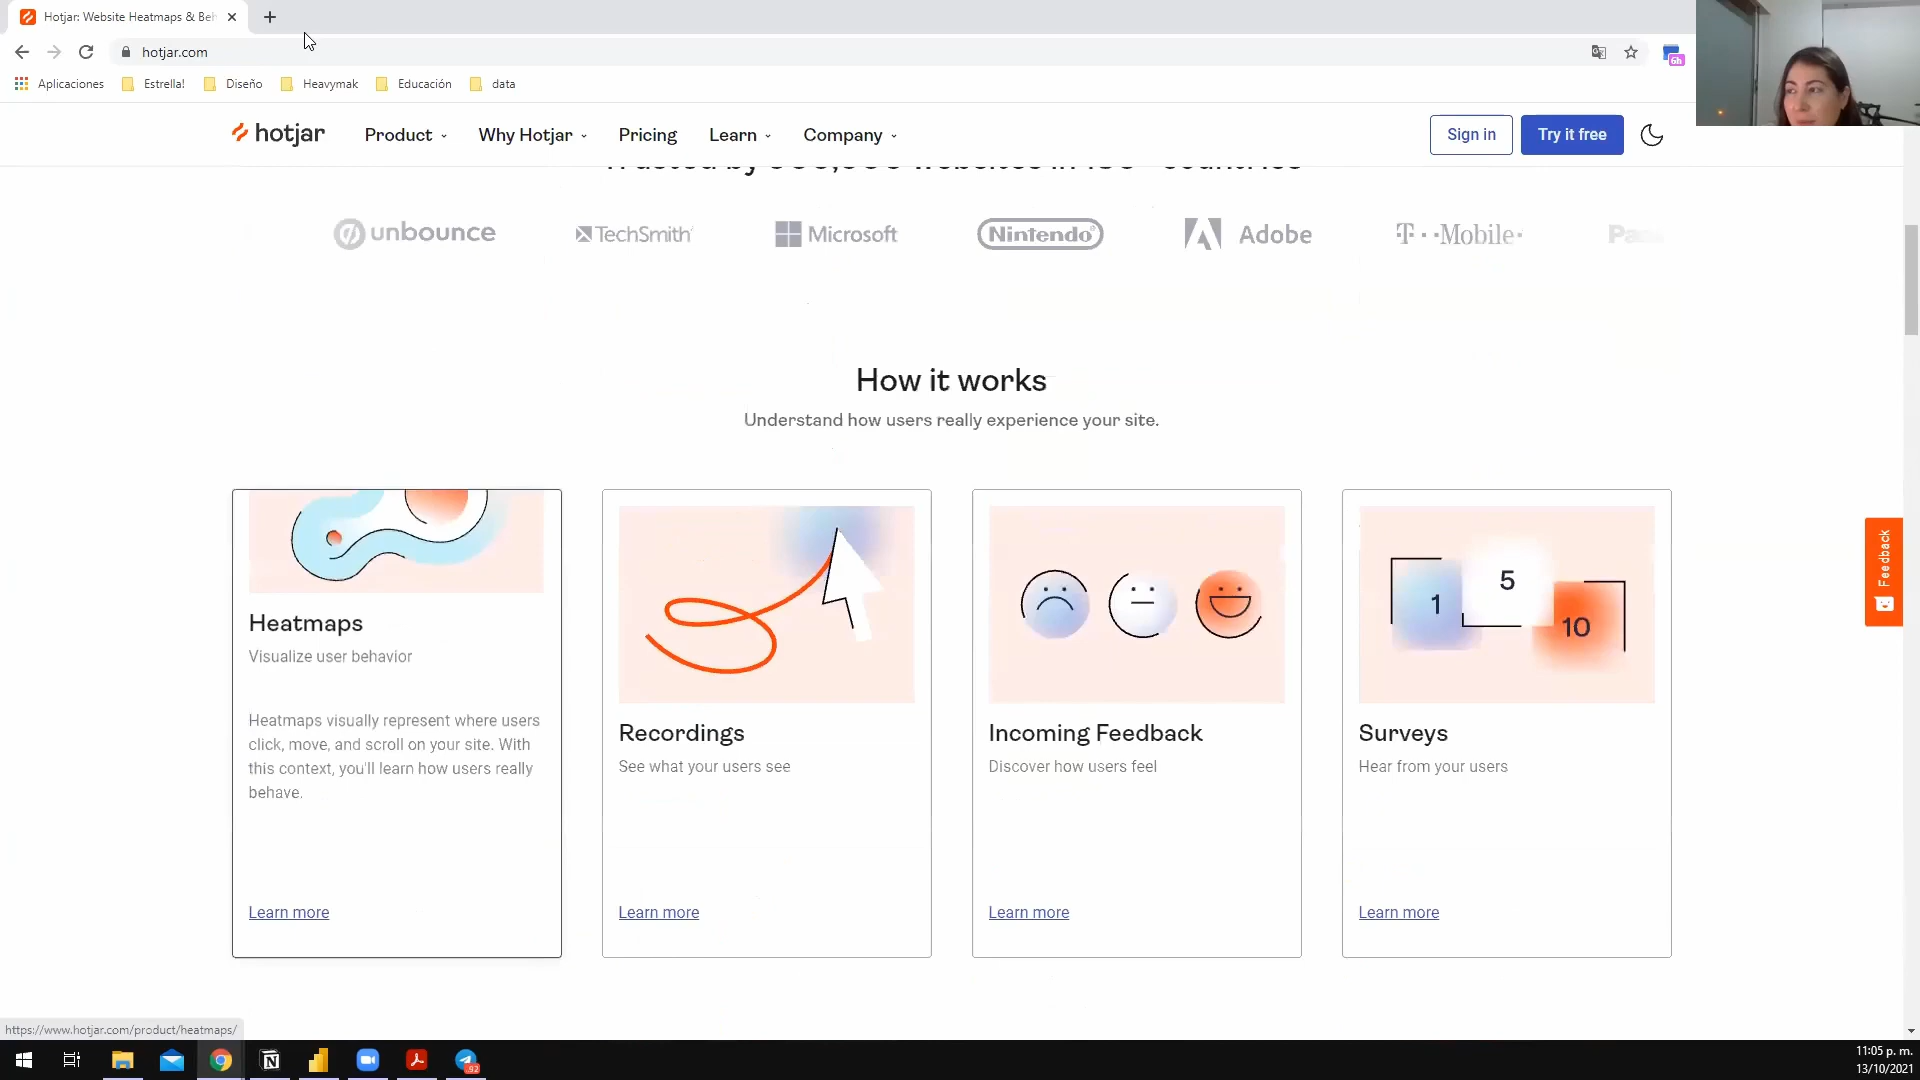 Hotjar: Website Heatmaps & Beh
hotjar.com
6h
Aplicaciones
Estrella!
Diseño
Heavymak
Educación
data
hotjar
Product
Why Hotjar
Pricing
Learn
Company
Sign in
Try it free
unbounce
TechSmith
Microsoft
Nintendo®
Adobe
T··Mobile·
How it works
Understand how users really experience your site.
1
5
10
Heatmaps
Visualize user behavior
Heatmaps visually represent where users
click, move, and scroll on your site. With
this context, you'll learn how users really
behave.
Learn more
Recordings
See what your users see
Learn more
Incoming Feedback
Discover how users feel
Learn more
Surveys
Hear from your users
Learn more
Feedback
https://www.hotjar.com/product/heatmaps/
92
11:05 p. m.
13/10/2021